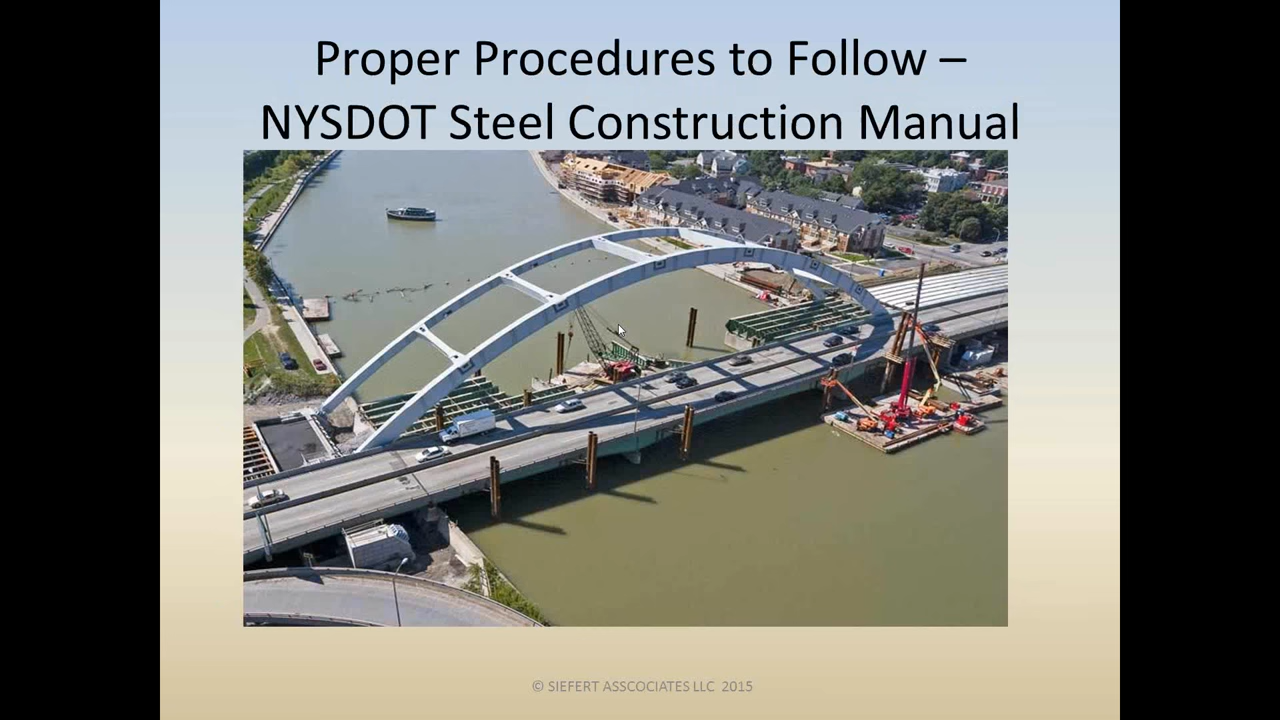 Proper Procedures to Follow –
NYSDOT Steel Construction Manual
© SIEFERT ASSCOCIATES LLC 2015